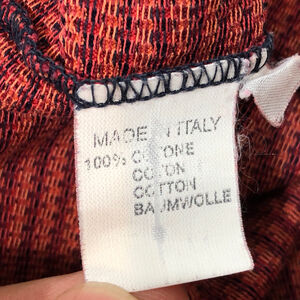 MADE IN ITALY
100% COTONE
COTON
COTTON
BAUMWOLLE